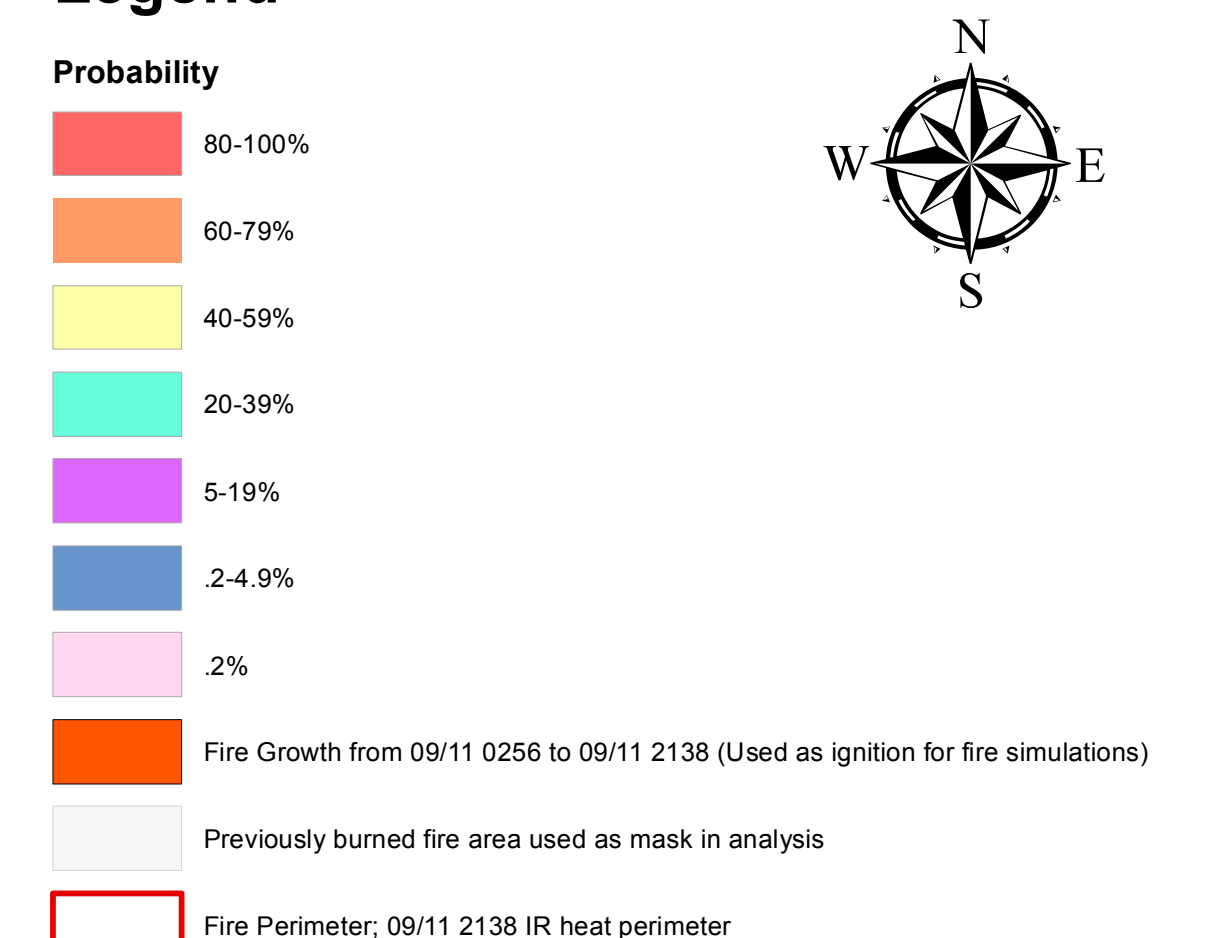 Legend
N
Probability
80-100%
W
E
60-79%
S
40-59%
20-39%
5-19%
.2-4.9%
.2%
Fire Growth from 09/11 0256 to 09/11 2138 (Used as ignition for fire simulations)
Previously burned fire area used as mask in analysis
Fire Perimeter; 09/11 2138 IR heat perimeter